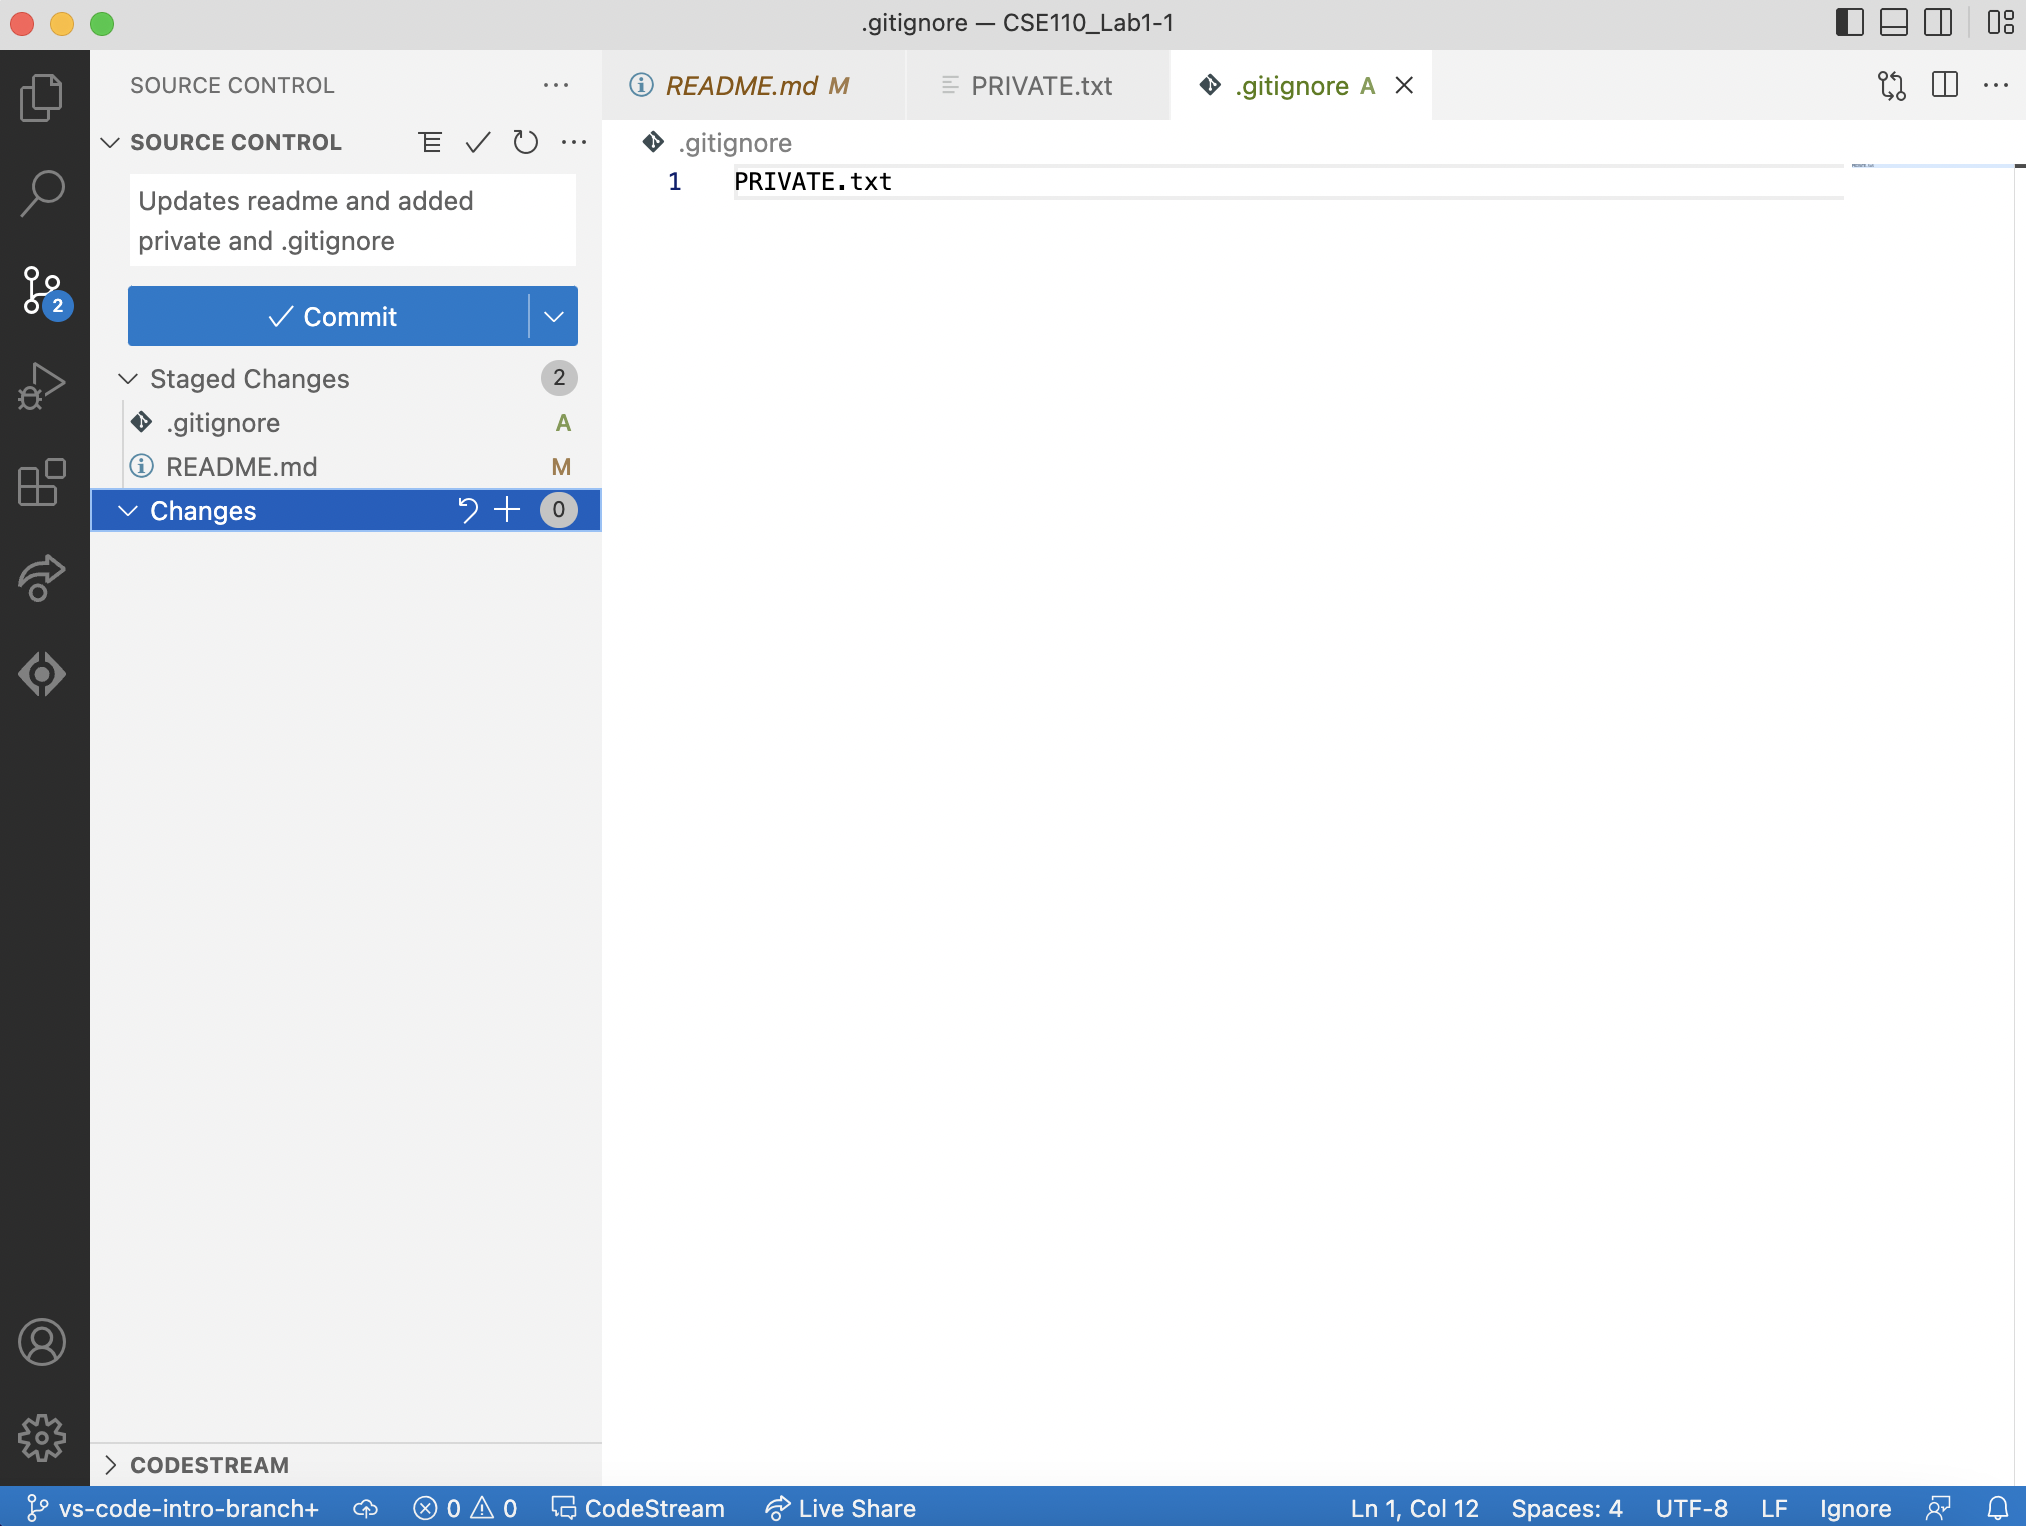 .gitignore — CSE110_Lab1-1
SOURCE CONTROL
README.md M
PRIVATE.txt
.gitignore A
SOURCE CONTROL
.gitignore
1 PRIVATE.txt
Updates readme and added
private and .gitignore
2
Commit
Staged Changes 2
.gitignore A
README.md M
Changes 0
CODESTREAM
vs-code-intro-branch+ 0 0 CodeStream Live Share Ln 1, Col 12 Spaces: 4 UTF-8 LF Ignore